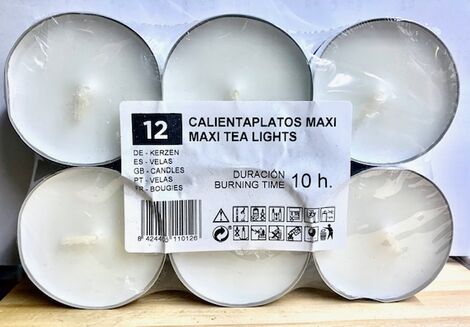 12
CALIENTAPLATOS MAXI
MAXI TEA LIGHTS
DE - KERZEN
ES - VELAS
GB - CANDLES
PT - VELAS
FR - BOUGIES
DURACIÓN
BURNING TIME 10 h.